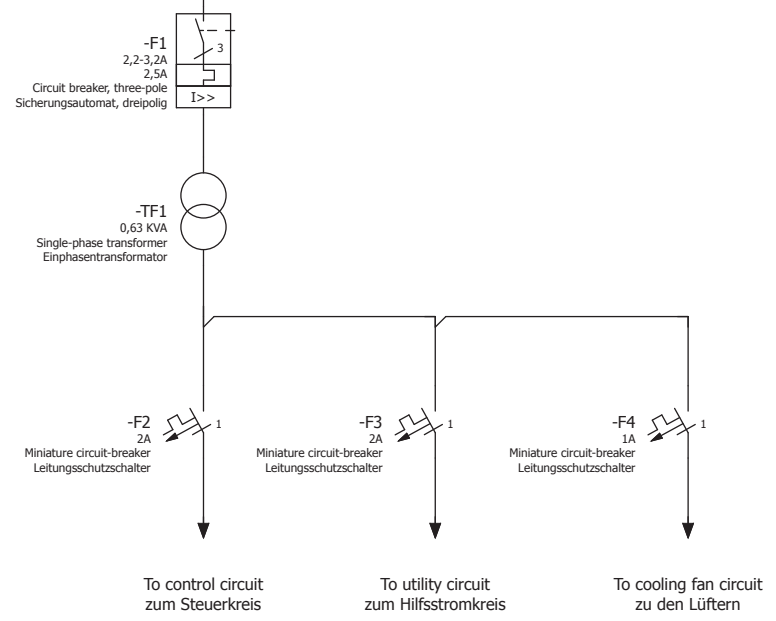 -F1
2,2-3,2A
2,5A
Circuit breaker, three-pole
Sicherungsautomat, dreipolig
3
I>>
-TF1
0,63 KVA
Single-phase transformer
Einphasentransformator
-F2
2A
Miniature circuit-breaker
Leitungsschutzschalter
1
-F3
2A
Miniature circuit-breaker
Leitungsschutzschalter
1
-F4
1A
Miniature circuit-breaker
Leitungsschutzschalter
1
To control circuit
zum Steuerkreis
To utility circuit
zum Hilfsstromkreis
To cooling fan circuit
zu den Lüftern